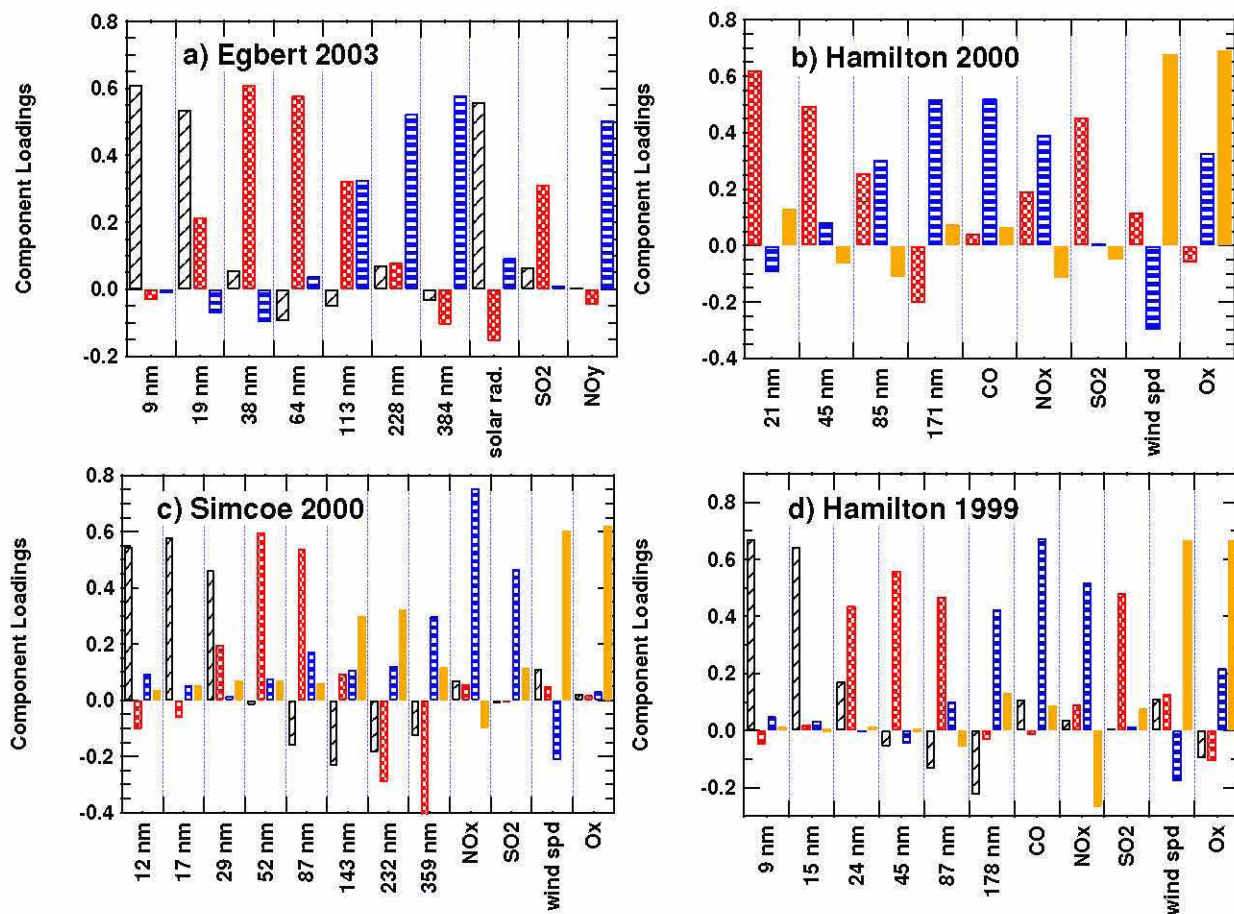 a) Egbert 2003
Component Loadings
0.8
0.6
0.4
0.2
0.0
-0.2
9 nm
19 nm
38 nm
64 nm
113 nm
228 nm
384 nm
solar rad.
SO2
NOy
b) Hamilton 2000
Component Loadings
0.8
0.6
0.4
0.2
0.0
-0.2
-0.4
21 nm
45 nm
85 nm
171 nm
CO
NOx
SO2
wind spd
Ox
c) Simcoe 2000
Component Loadings
0.8
0.6
0.4
0.2
0.0
-0.2
-0.4
12 nm
17 nm
29 nm
52 nm
87 nm
143 nm
232 nm
359 nm
NOx
SO2
wind spd
Ox
d) Hamilton 1999
Component Loadings
0.8
0.6
0.4
0.2
0.0
-0.2
9 nm
15 nm
24 nm
45 nm
87 nm
178 nm
CO
NOx
SO2
wind spd
Ox